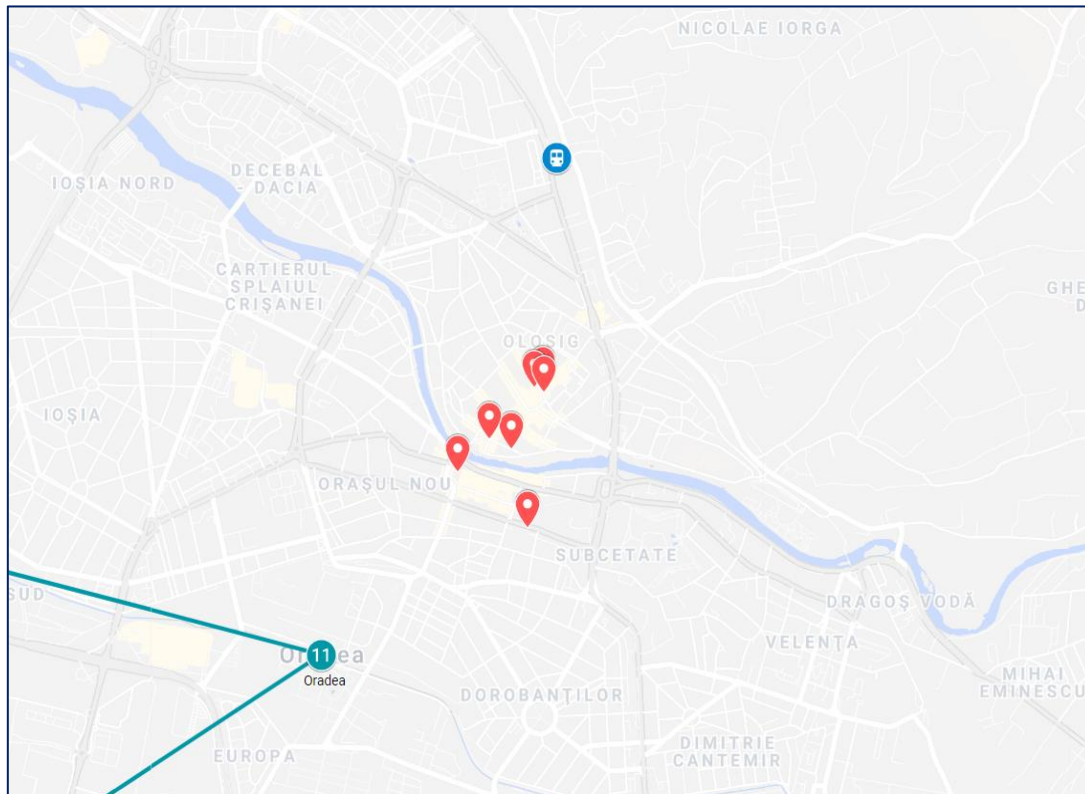 NICOLAE IORGA
IOȘIA NORD
DECEBAL
- DACIA
CARTIERUL
SPLAIUL
CRIȘANEI
GHE
D
OLOSIG
IOȘIA
ORAȘUL NOU
SUBCETATE
SUD
DRAGOȘ VODĂ
VELENȚA
11
Oradea
MIHAI
EMINESCU
DOROBANȚILOR
DIMITRIE
CANTEMIR
EUROPA